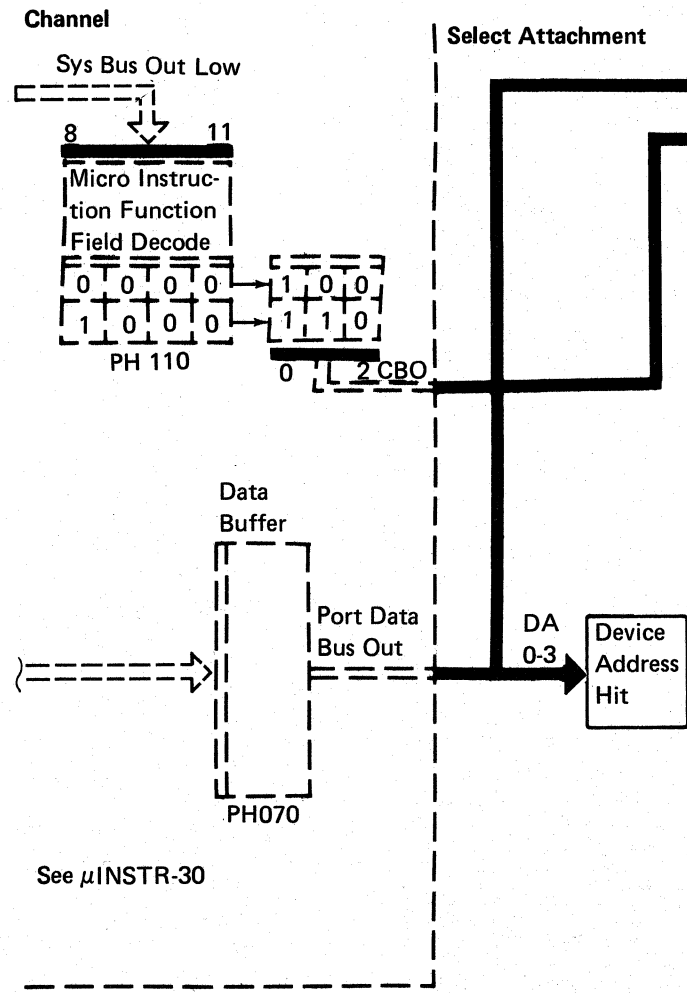 Channel
Select Attachment
Sys Bus Out Low
8 11
Micro Instruc-
tion Function
Field Decode
0 0 0 0 1 0 0
1 0 0 0 1 1 0
PH 110
0 2 CBO
Data
Buffer
Port Data
Bus Out
DA
0-3
Device
Address
Hit
PH070
See μINSTR-30